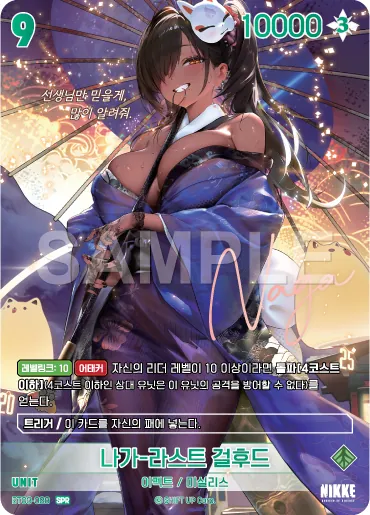 9
10000
3
선생님만 믿을게,
많이 알려줘.
SAMPLE
Naga
레벨링크: 10 어태커 자신의 리더 레벨이 10 이상이라면, 돌파[4코스트
이하](4코스트 이하인 상대 유닛은 이 유닛의 공격을 방어할 수 없다)를
얻는다.
트리거 / 이 카드를 자신의 패에 넣는다.
나가-라스트 걸후드
UNIT
이펙트 / 미실리스
SPR
© SHIFT UP Corp.
NIKKE